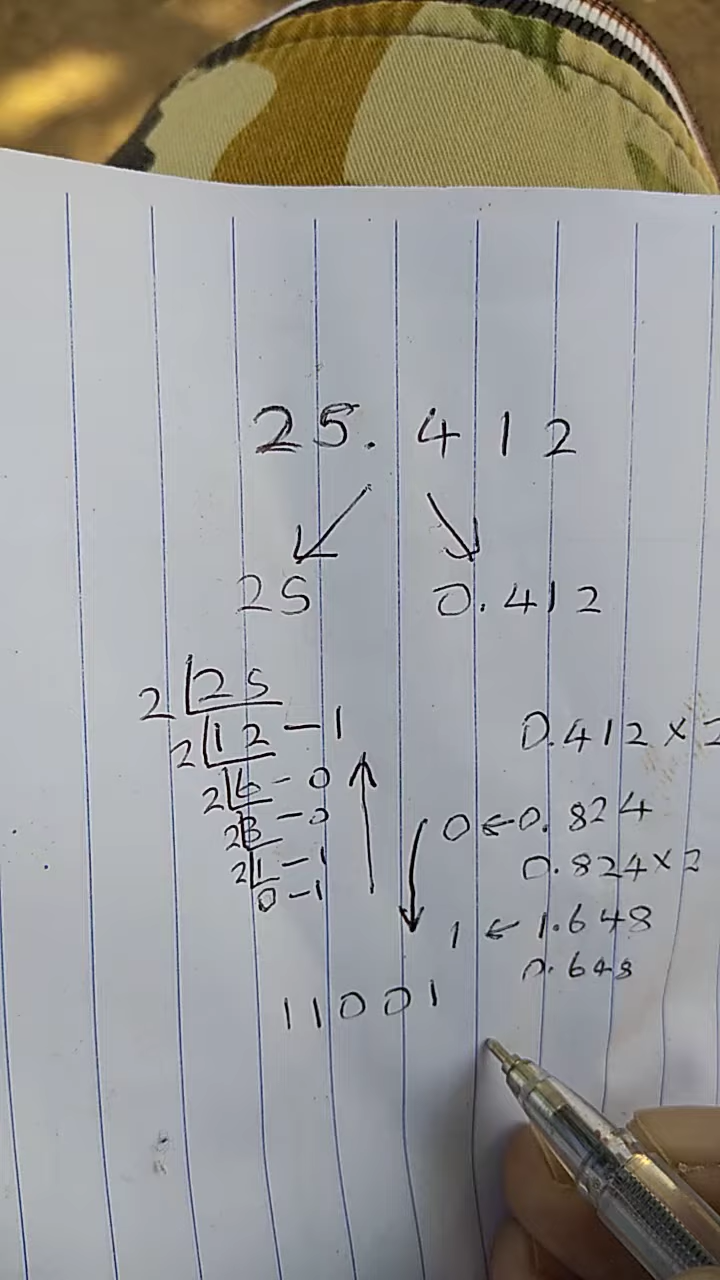 25.412
25 0.412
2 25
2 12 - 1 0.412 x 2
2 6 - 0
2 3 - 0 0 ← 0.824
2 1 - 1 0.824 x 2
0 - 1
1 ← 1.648
0.648
11001